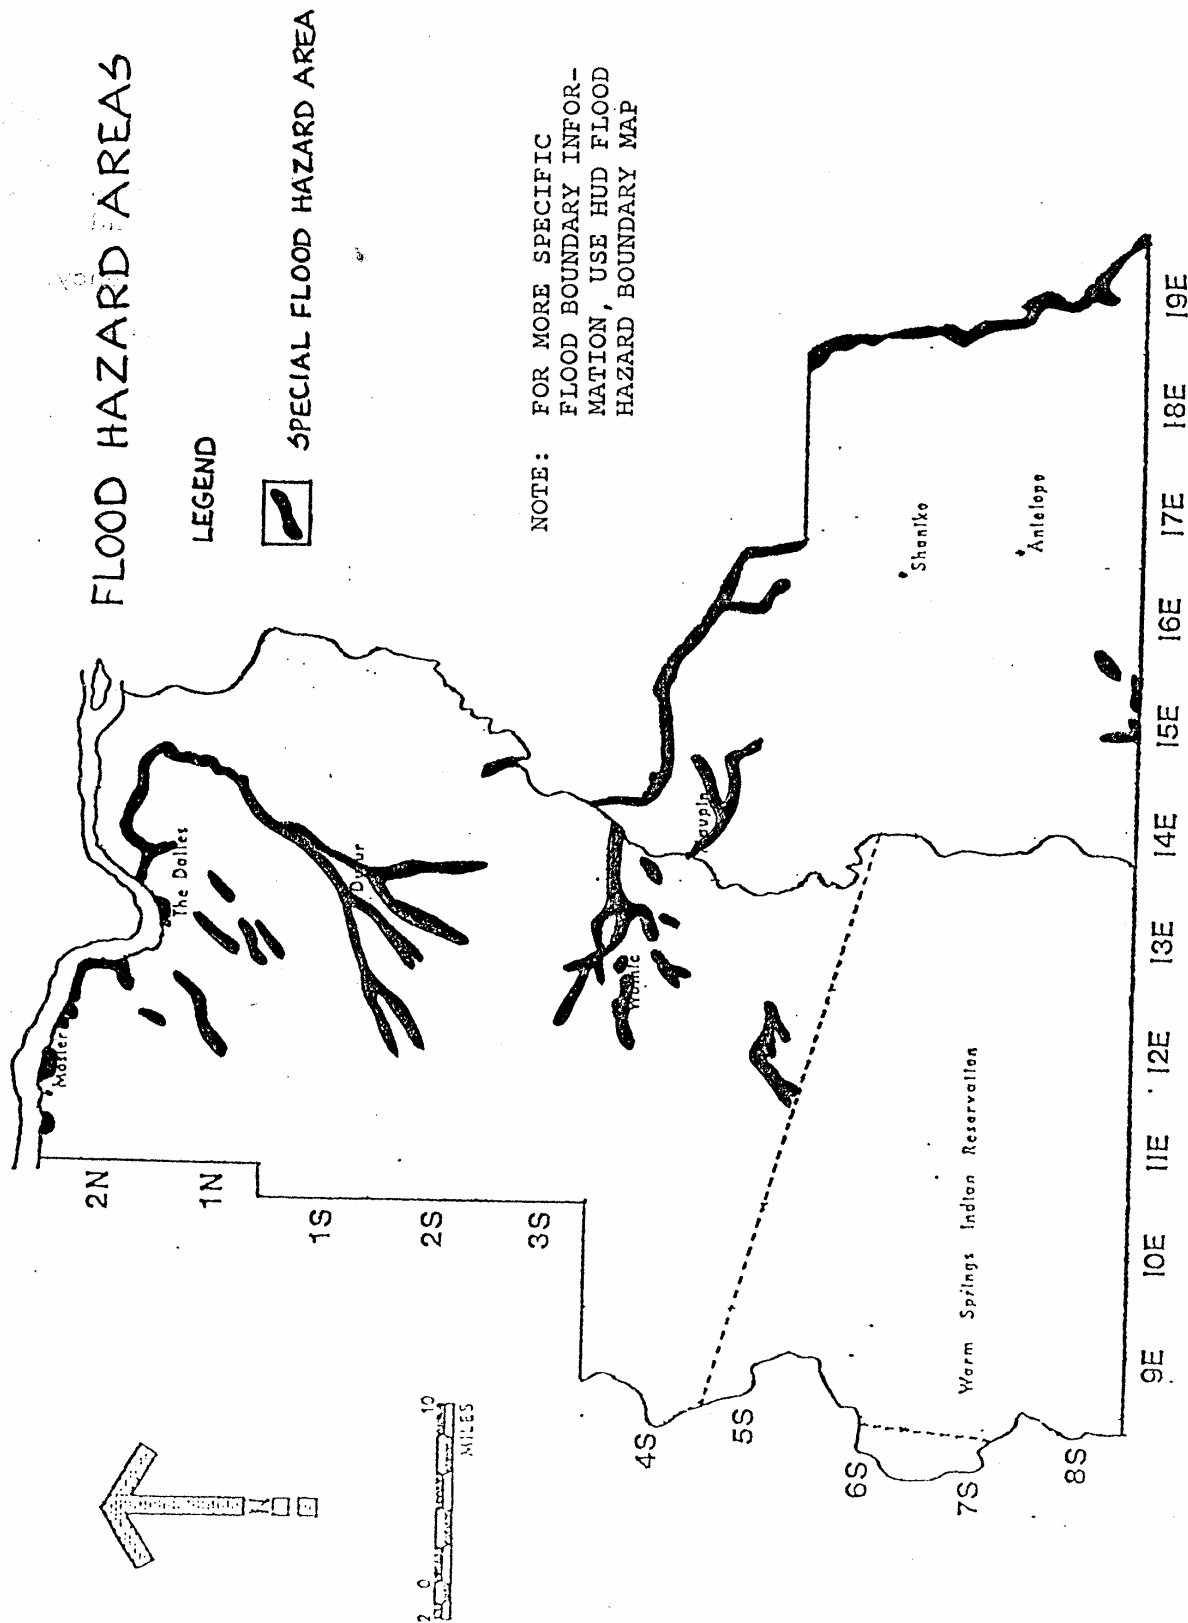 FLOOD HAZARD AREAS
LEGEND
SPECIAL FLOOD HAZARD AREA
NOTE: FOR MORE SPECIFIC
FLOOD BOUNDARY INFOR-
MATION, USE HUD FLOOD
HAZARD BOUNDARY MAP
2 0 10
MILES
2N
1N
1S
2S
3S
4S
5S
6S
7S
8S
9E
10E
11E
12E
13E
14E
15E
16E
17E
18E
19E
Mosier
The Dalles
Dufur
Wamic
Maupin
Shaniko
Antelope
Warm Springs Indian Reservation